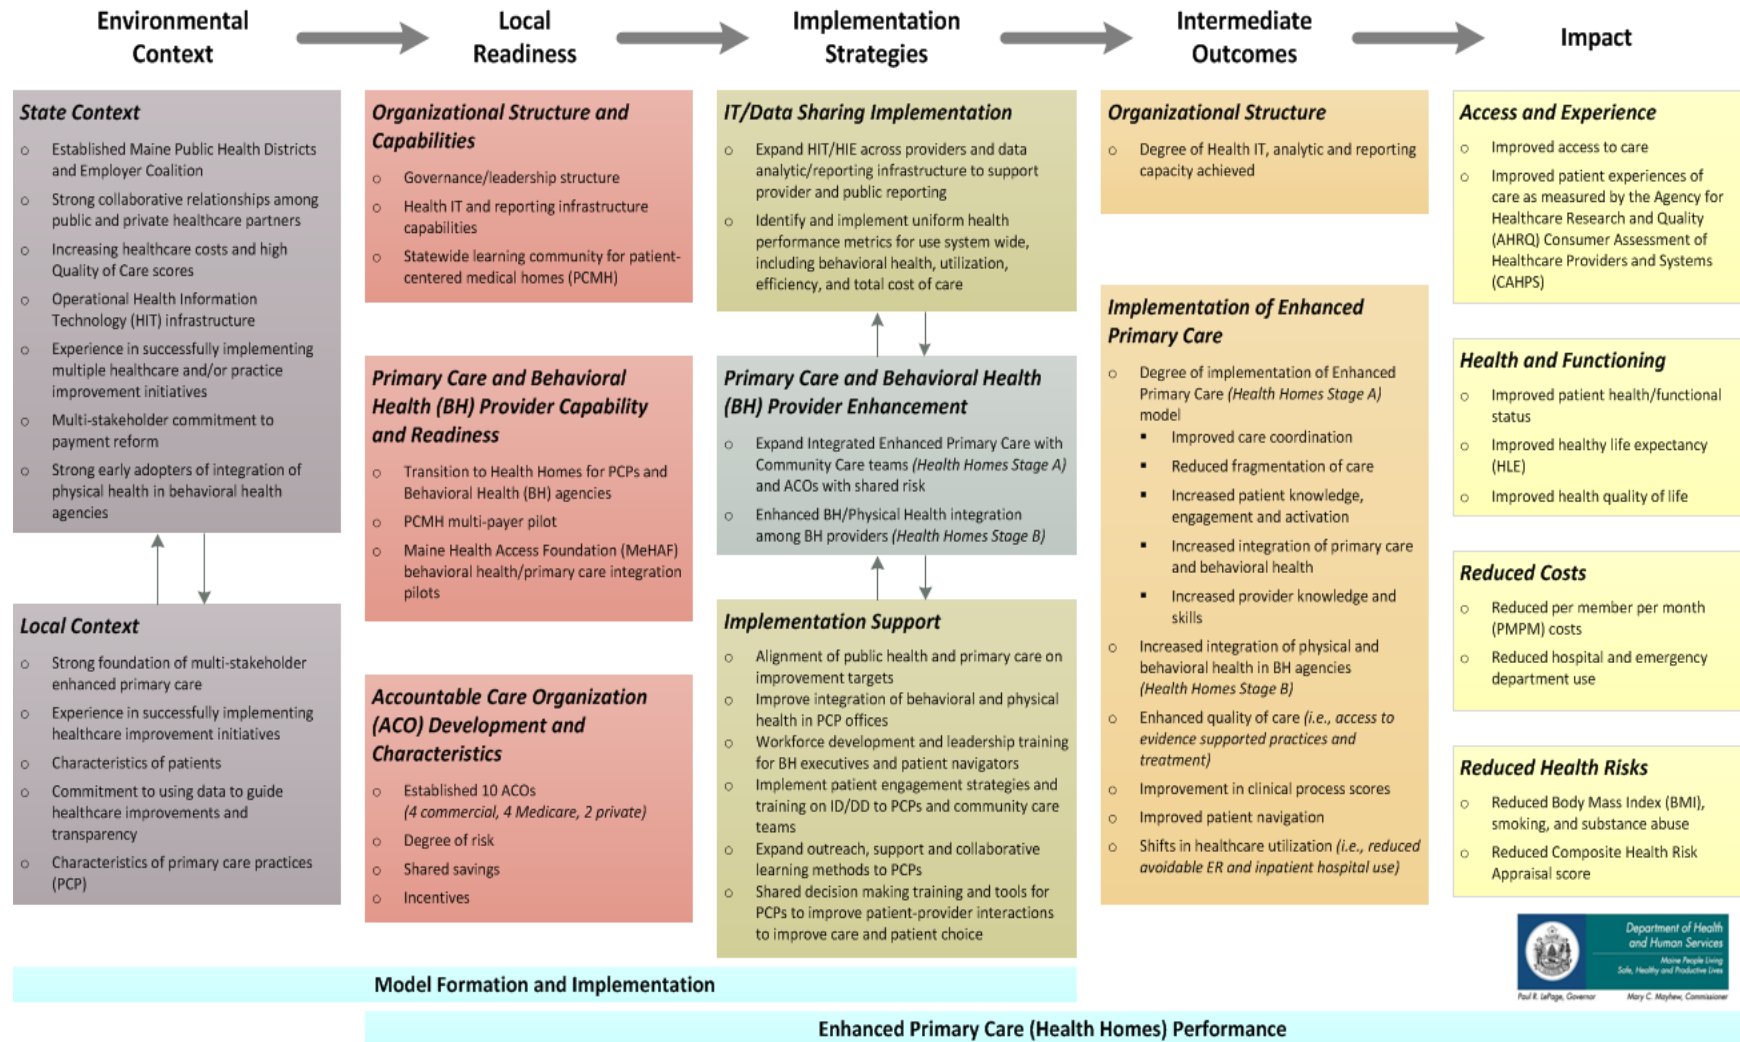 Environmental
Context
Local
Readiness
Implementation
Strategies
Intermediate
Outcomes
Impact
State Context
○ Established Maine Public Health Districts
and Employer Coalition
○ Strong collaborative relationships among
public and private healthcare partners
○ Increasing healthcare costs and high
Quality of Care scores
○ Operational Health Information
Technology (HIT) infrastructure
○ Experience in successfully implementing
multiple healthcare and/or practice
improvement initiatives
○ Multi-stakeholder commitment to
payment reform
○ Strong early adopters of integration of
physical health in behavioral health
agencies
Local Context
○ Strong foundation of multi-stakeholder
enhanced primary care
○ Experience in successfully implementing
healthcare improvement initiatives
○ Characteristics of patients
○ Commitment to using data to guide
healthcare improvements and
transparency
○ Characteristics of primary care practices
(PCP)
Organizational Structure and
Capabilities
○ Governance/leadership structure
○ Health IT and reporting infrastructure
capabilities
○ Statewide learning community for patient-
centered medical homes (PCMH)
Primary Care and Behavioral
Health (BH) Provider Capability
and Readiness
○ Transition to Health Homes for PCPs and
Behavioral Health (BH) agencies
○ PCMH multi-payer pilot
○ Maine Health Access Foundation (MeHAF)
behavioral health/primary care integration
pilots
Accountable Care Organization
(ACO) Development and
Characteristics
○ Established 10 ACOs
(4 commercial, 4 Medicare, 2 private)
○ Degree of risk
○ Shared savings
○ Incentives
IT/Data Sharing Implementation
○ Expand HIT/HIE across providers and data
analytic/reporting infrastructure to support
provider and public reporting
○ Identify and implement uniform health
performance metrics for use system wide,
including behavioral health, utilization,
efficiency, and total cost of care
Primary Care and Behavioral Health
(BH) Provider Enhancement
○ Expand Integrated Enhanced Primary Care with
Community Care teams (Health Homes Stage A)
and ACOs with shared risk
○ Enhanced BH/Physical Health integration
among BH providers (Health Homes Stage B)
Implementation Support
○ Alignment of public health and primary care on
improvement targets
○ Improve integration of behavioral and physical
health in PCP offices
○ Workforce development and leadership training
for BH executives and patient navigators
○ Implement patient engagement strategies and
training on ID/DD to PCPs and community care
teams
○ Expand outreach, support and collaborative
learning methods to PCPs
○ Shared decision making training and tools for
PCPs to improve patient-provider interactions
to improve care and patient choice
Organizational Structure
○ Degree of Health IT, analytic and reporting
capacity achieved
Implementation of Enhanced
Primary Care
○ Degree of implementation of Enhanced
Primary Care (Health Homes Stage A)
model
▪ Improved care coordination
▪ Reduced fragmentation of care
▪ Increased patient knowledge,
engagement and activation
▪ Increased integration of primary care
and behavioral health
▪ Increased provider knowledge and
skills
○ Increased integration of physical and
behavioral health in BH agencies
(Health Homes Stage B)
○ Enhanced quality of care (i.e., access to
evidence supported practices and
treatment)
○ Improvement in clinical process scores
○ Improved patient navigation
○ Shifts in healthcare utilization (i.e., reduced
avoidable ER and inpatient hospital use)
Access and Experience
○ Improved access to care
○ Improved patient experiences of
care as measured by the Agency for
Healthcare Research and Quality
(AHRQ) Consumer Assessment of
Healthcare Providers and Systems
(CAHPS)
Health and Functioning
○ Improved patient health/functional
status
○ Improved healthy life expectancy
(HLE)
○ Improved health quality of life
Reduced Costs
○ Reduced per member per month
(PMPM) costs
○ Reduced hospital and emergency
department use
Reduced Health Risks
○ Reduced Body Mass Index (BMI),
smoking, and substance abuse
○ Reduced Composite Health Risk
Appraisal score
Department of Health
and Human Services
Maine People Living
Safe, Healthy and Productive Lives
Paul R. LePage, Governor Mary C. Mayhew, Commissioner
Model Formation and Implementation
Enhanced Primary Care (Health Homes) Performance